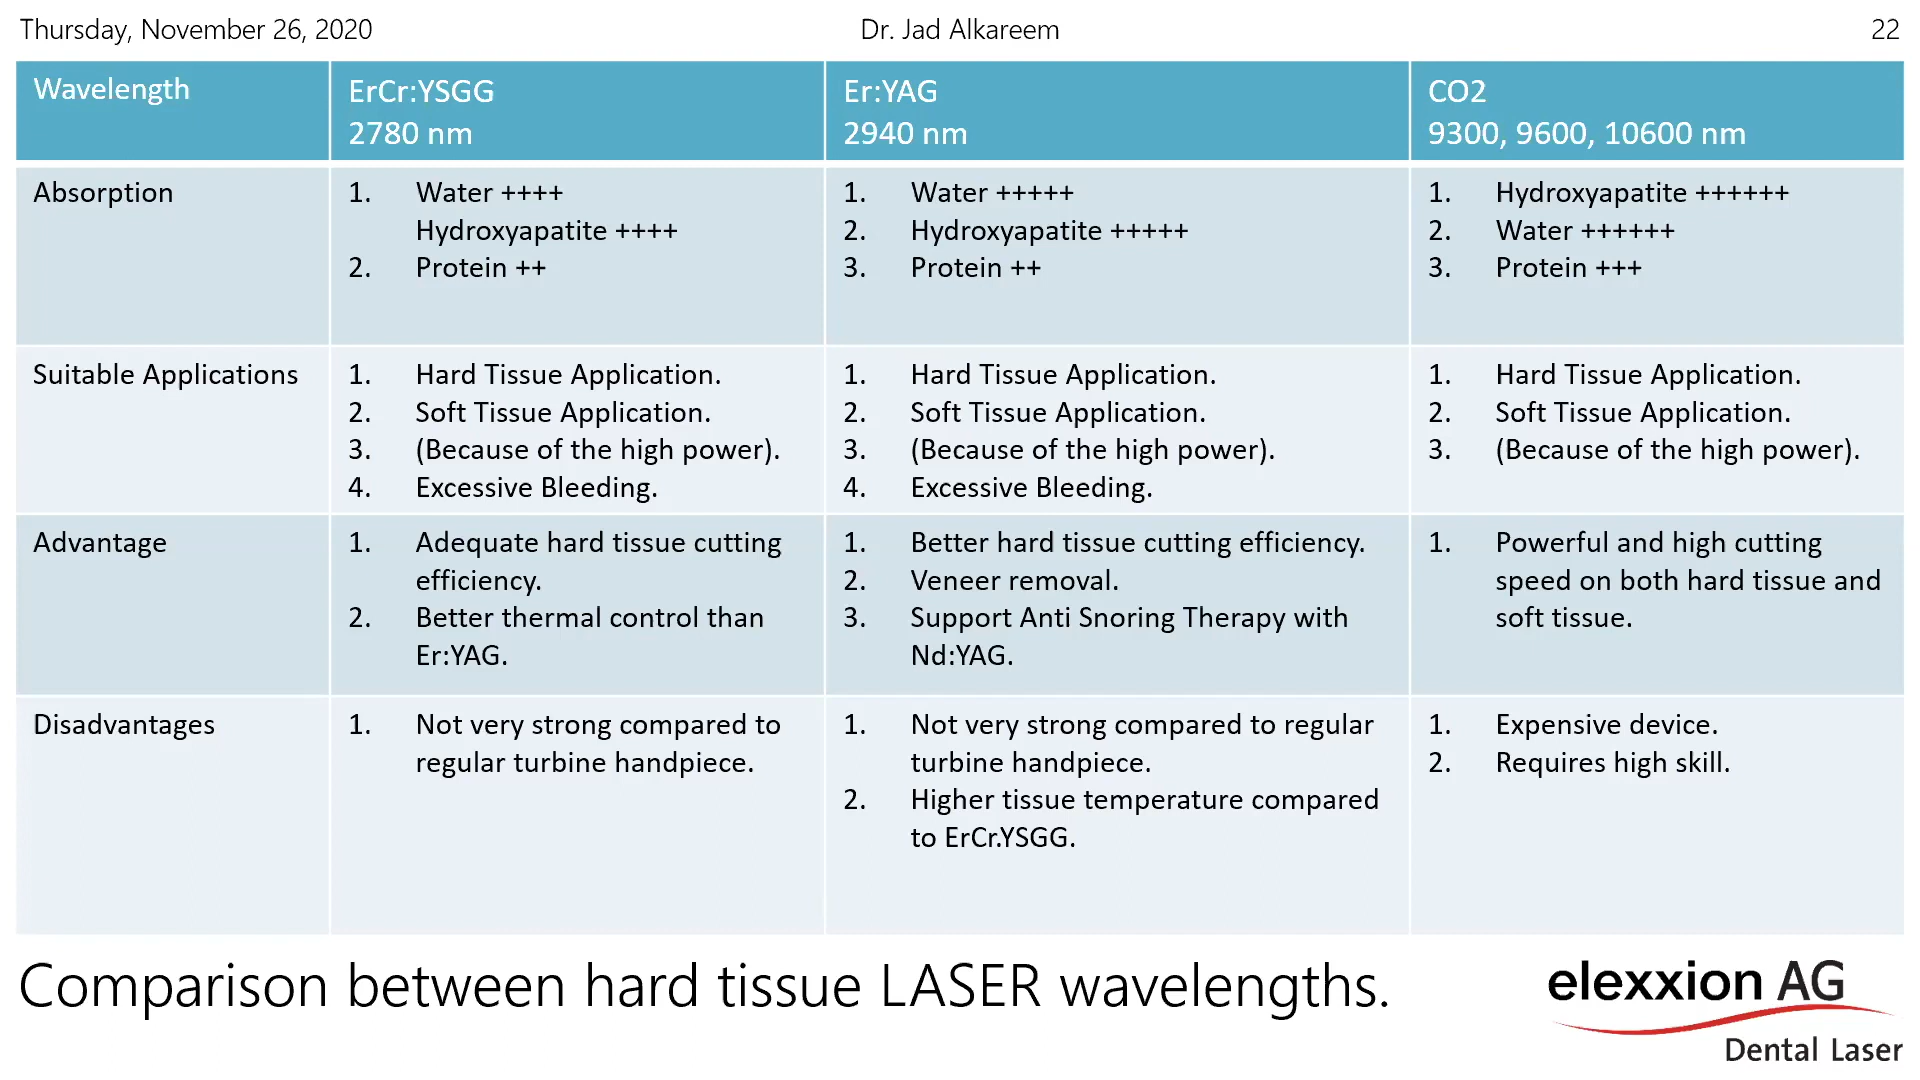 Thursday, November 26, 2020
Dr. Jad Alkareem
22
Wavelength
ErCr:YSGG
2780 nm
Er:YAG
2940 nm
CO2
9300, 9600, 10600 nm
Absorption
1. Water ++++
Hydroxyapatite ++++
2. Protein ++
1. Water +++++
2. Hydroxyapatite +++++
3. Protein ++
1. Hydroxyapatite ++++++
2. Water ++++++
3. Protein +++
Suitable Applications
1. Hard Tissue Application.
2. Soft Tissue Application.
3. (Because of the high power).
4. Excessive Bleeding.
1. Hard Tissue Application.
2. Soft Tissue Application.
3. (Because of the high power).
4. Excessive Bleeding.
1. Hard Tissue Application.
2. Soft Tissue Application.
3. (Because of the high power).
Advantage
1. Adequate hard tissue cutting
efficiency.
2. Better thermal control than
Er:YAG.
1. Better hard tissue cutting efficiency.
2. Veneer removal.
3. Support Anti Snoring Therapy with
Nd:YAG.
1. Powerful and high cutting
speed on both hard tissue and
soft tissue.
Disadvantages
1. Not very strong compared to
regular turbine handpiece.
1. Not very strong compared to regular
turbine handpiece.
2. Higher tissue temperature compared
to ErCr.YSGG.
1. Expensive device.
2. Requires high skill.
Comparison between hard tissue LASER wavelengths.
elexxion AG
Dental Laser